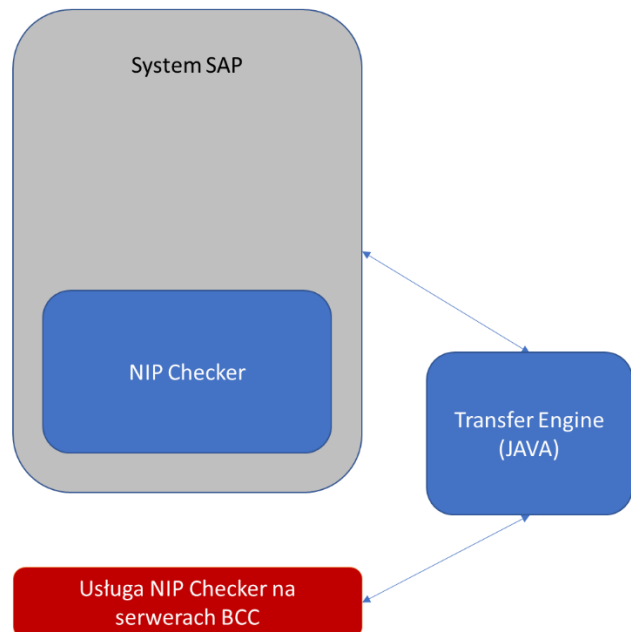 System SAP
NIP Checker
Transfer Engine
(JAVA)
Usługa NIP Checker na
serwerach BCC